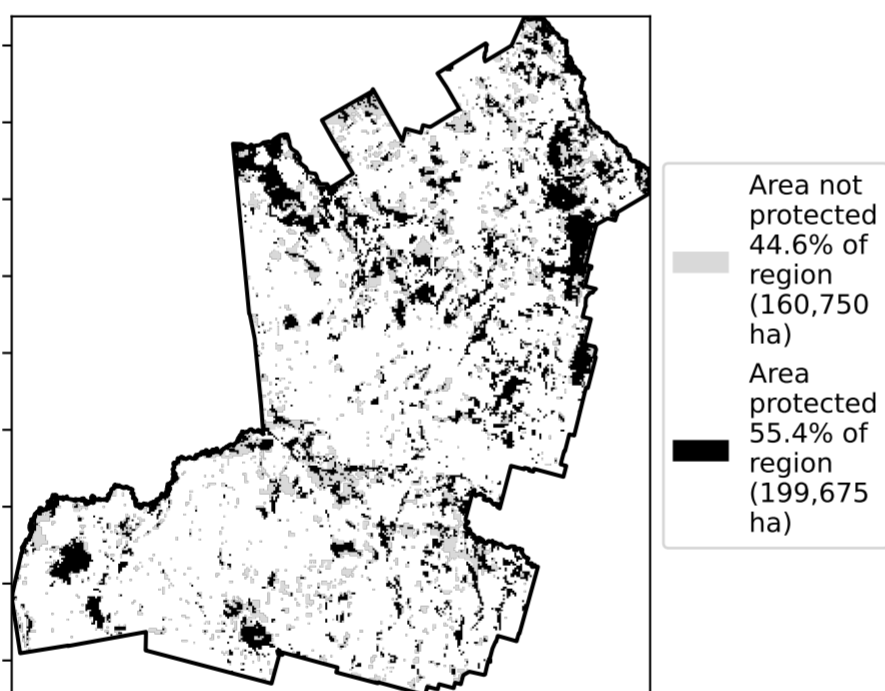 Area not
protected
44.6% of
region
(160,750
ha)
Area
protected
55.4% of
region
(199,675
ha)